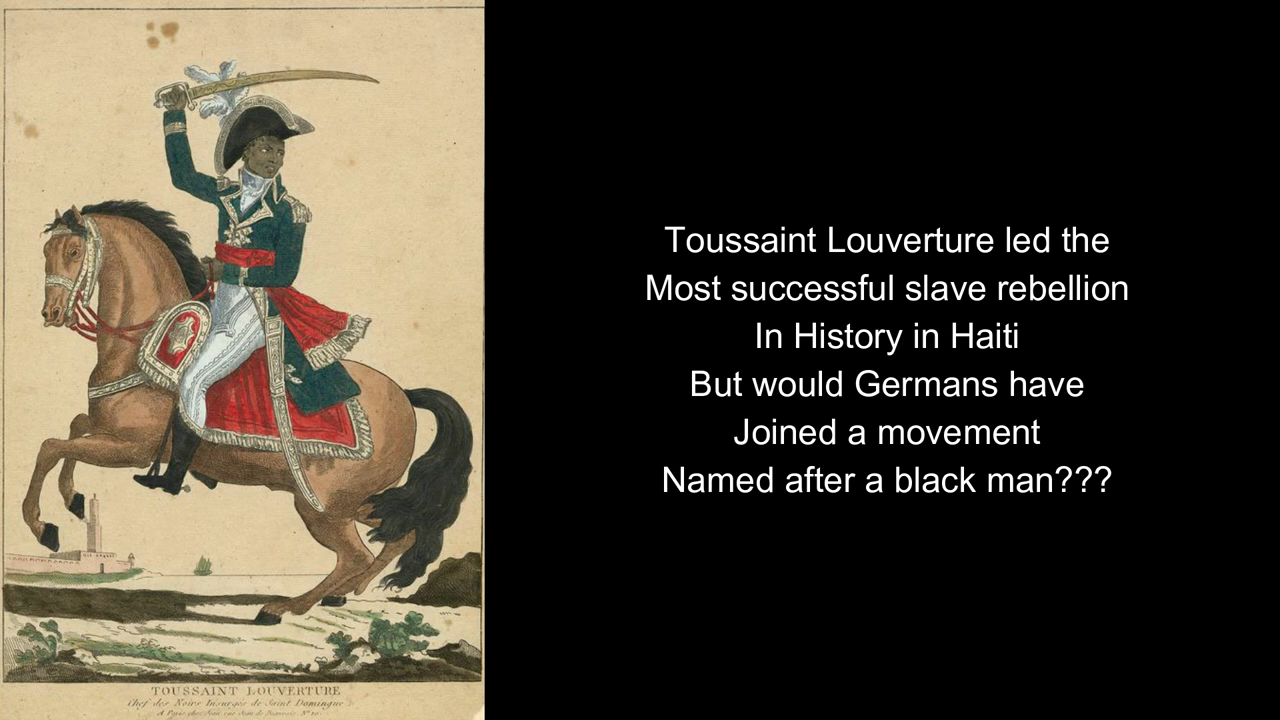 TOUSSAINT LOUVERTURE
Chef des Noirs Insurgés de Saint Domingue
Toussaint Louverture led the
Most successful slave rebellion
In History in Haiti
But would Germans have
Joined a movement
Named after a black man???